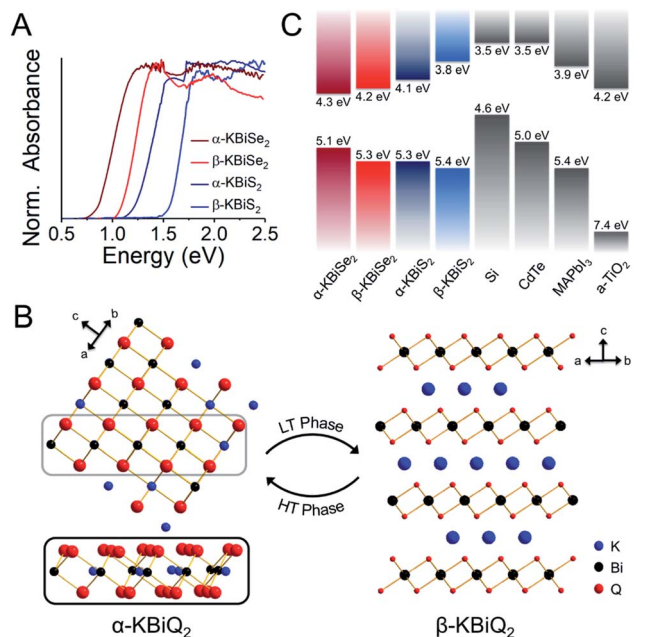 A
Norm. Absorbance
α-KBiSe2
β-KBiSe2
α-KBiS2
β-KBiS2
0.5 1.0 1.5 2.0 2.5
Energy (eV)
C
3.5 eV 3.5 eV
3.8 eV 3.9 eV
4.3 eV 4.2 eV 4.1 eV 4.2 eV
4.6 eV
5.1 eV 5.0 eV
5.3 eV 5.3 eV 5.4 eV 5.4 eV
7.4 eV
α-KBiSe2
β-KBiSe2
α-KBiS2
β-KBiS2
Si
CdTe
MAPbI3
a-TiO2
B
c b
a
LT Phase
HT Phase
c
a b
K
Bi
Q
α-KBiQ2
β-KBiQ2